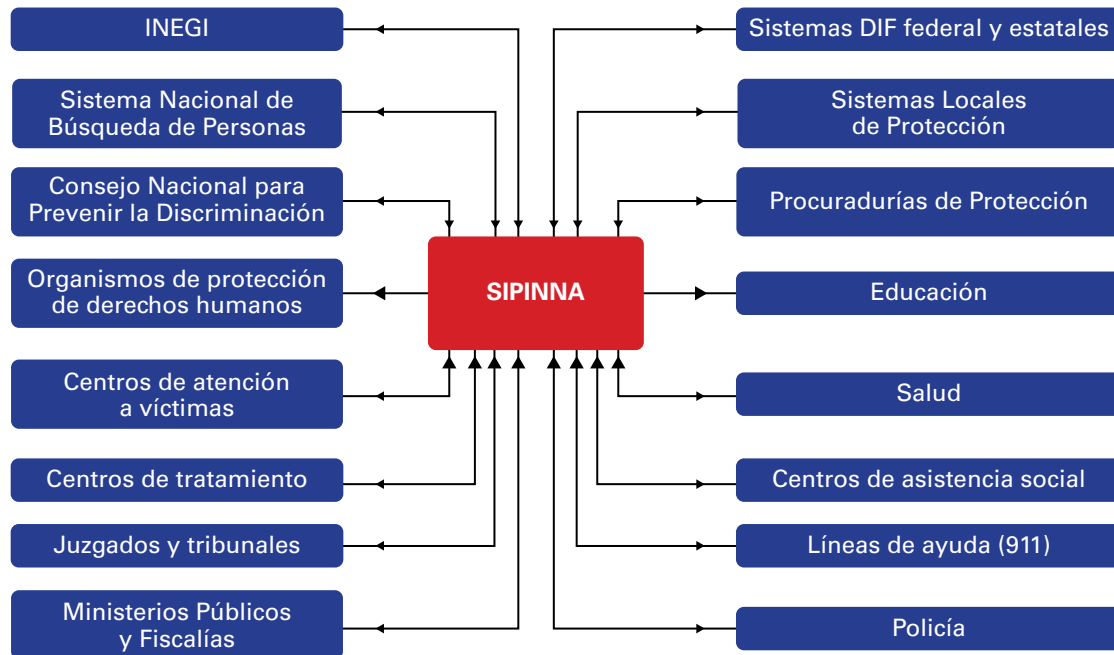 INEGI
Sistema Nacional de
Búsqueda de Personas
Consejo Nacional para
Prevenir la Discriminación
Organismos de protección
de derechos humanos
Centros de atención
a víctimas
Centros de tratamiento
Juzgados y tribunales
Ministerios Públicos
y Fiscalías
SIPINNA
Sistemas DIF federal y estatales
Sistemas Locales
de Protección
Procuradurías de Protección
Educación
Salud
Centros de asistencia social
Líneas de ayuda (911)
Policía